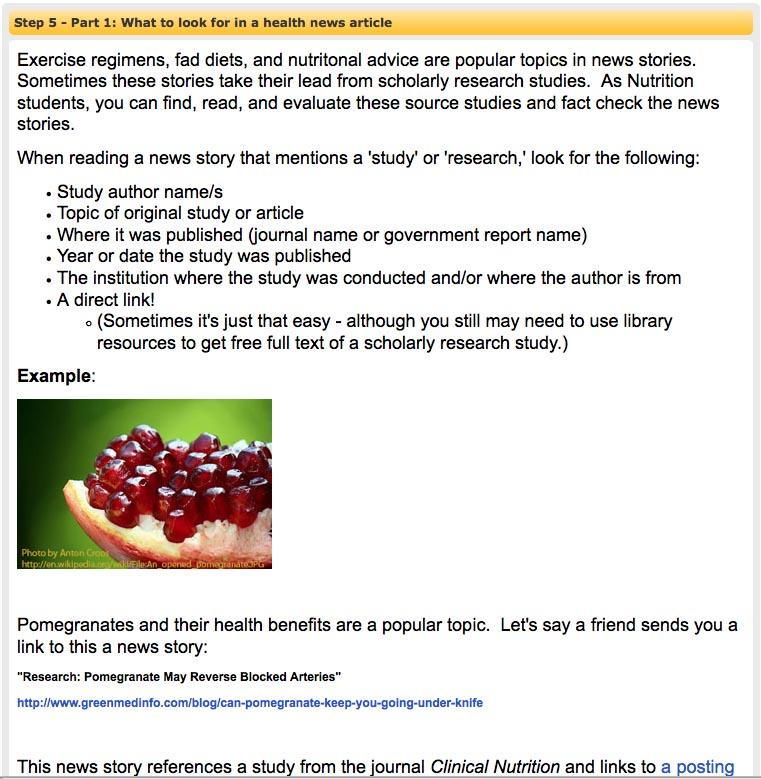 Step 5 - Part 1: What to look for in a health news article
Exercise regimens, fad diets, and nutritonal advice are popular topics in news stories.
Sometimes these stories take their lead from scholarly research studies.  As Nutrition
students, you can find, read, and evaluate these source studies and fact check the news
stories.
When reading a news story that mentions a 'study' or 'research,' look for the following:
• Study author name/s
• Topic of original study or article
• Where it was published (journal name or government report name)
• Year or date the study was published
• The institution where the study was conducted and/or where the author is from
• A direct link!
◦ (Sometimes it's just that easy - although you still may need to use library
resources to get free full text of a scholarly research study.)
Example:
Photo by Anton Croos
http://en.wikipedia.org/wiki/File:An_opened_pomegranate.JPG
Pomegranates and their health benefits are a popular topic.  Let's say a friend sends you a
link to this a news story:
"Research: Pomegranate May Reverse Blocked Arteries"
http://www.greenmedinfo.com/blog/can-pomegranate-keep-you-going-under-knife
This news story references a study from the journal Clinical Nutrition and links to a posting